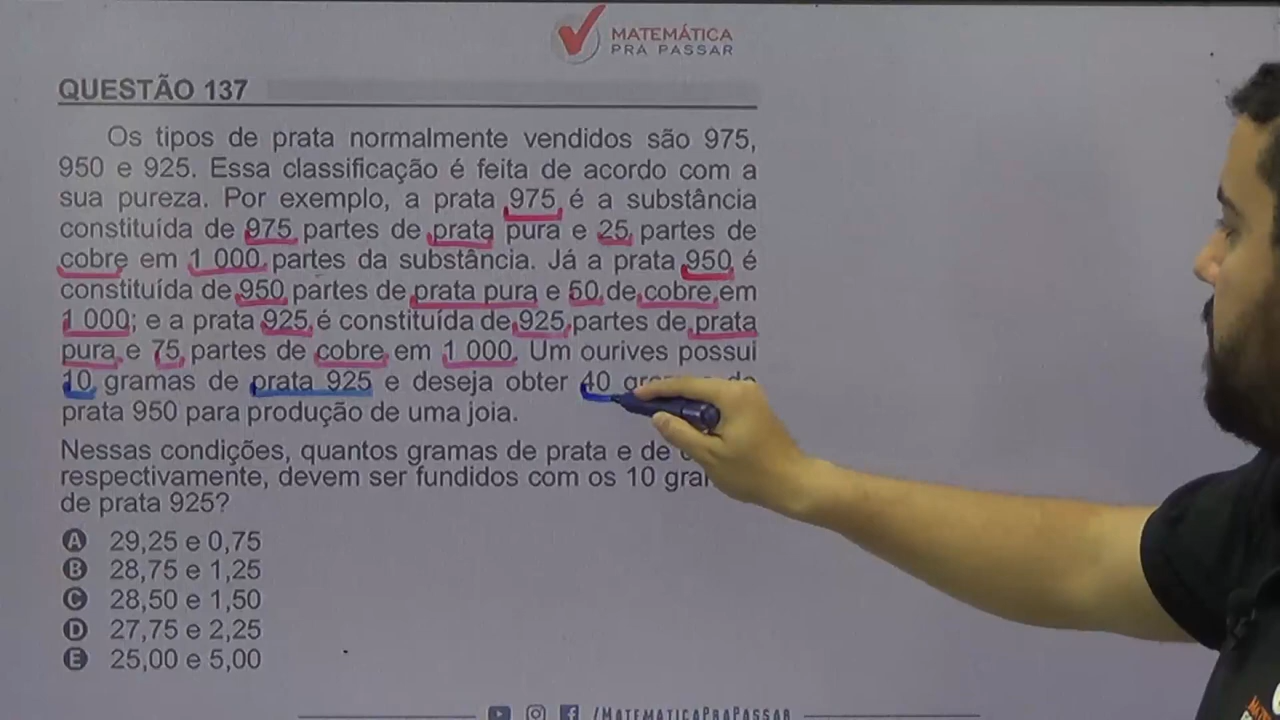 MATEMÁTICA
PRA PASSAR
QUESTÃO 137
Os tipos de prata normalmente vendidos são 975,
950 e 925. Essa classificação é feita de acordo com a
sua pureza. Por exemplo, a prata 975 é a substância
constituída de 975 partes de prata pura e 25 partes de
cobre em 1 000 partes da substância. Já a prata 950 é
constituída de 950 partes de prata pura e 50 de cobre em
1 000; e a prata 925 é constituída de 925 partes de prata
pura e 75 partes de cobre em 1 000. Um ourives possui
10 gramas de prata 925 e deseja obter 40
prata 950 para produção de uma joia.
Nessas condições, quantos gramas de prata e de
respectivamente, devem ser fundidos com os 10
de prata 925?
A 29,25 e 0,75
B 28,75 e 1,25
C 28,50 e 1,50
D 27,75 e 2,25
E 25,00 e 5,00
/MATEMATICAPRAPASSAR